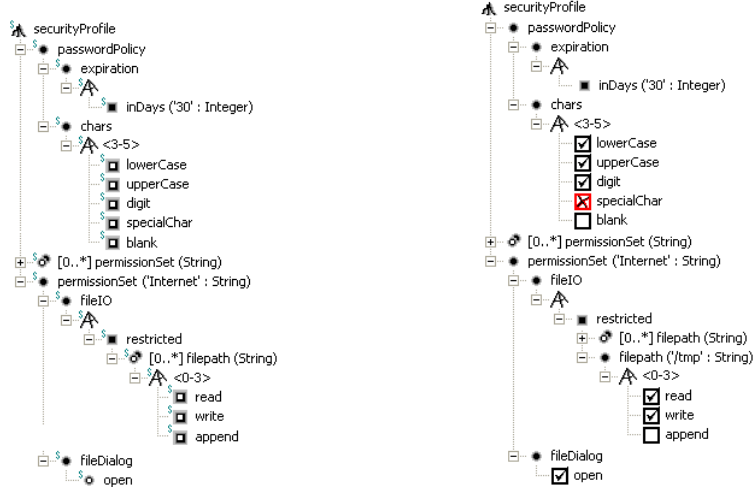 securityProfile
passwordPolicy
expiration
inDays ('30' : Integer)
chars
<3-5>
lowerCase
upperCase
digit
specialChar
blank
[0..*] permissionSet (String)
permissionSet ('Internet' : String)
fileIO
restricted
[0..*] filepath (String)
<0-3>
read
write
append
fileDialog
open
securityProfile
passwordPolicy
expiration
inDays ('30' : Integer)
chars
<3-5>
lowerCase
upperCase
digit
specialChar
blank
[0..*] permissionSet (String)
permissionSet ('Internet' : String)
fileIO
restricted
[0..*] filepath (String)
filepath ('/tmp' : String)
<0-3>
read
write
append
fileDialog
open